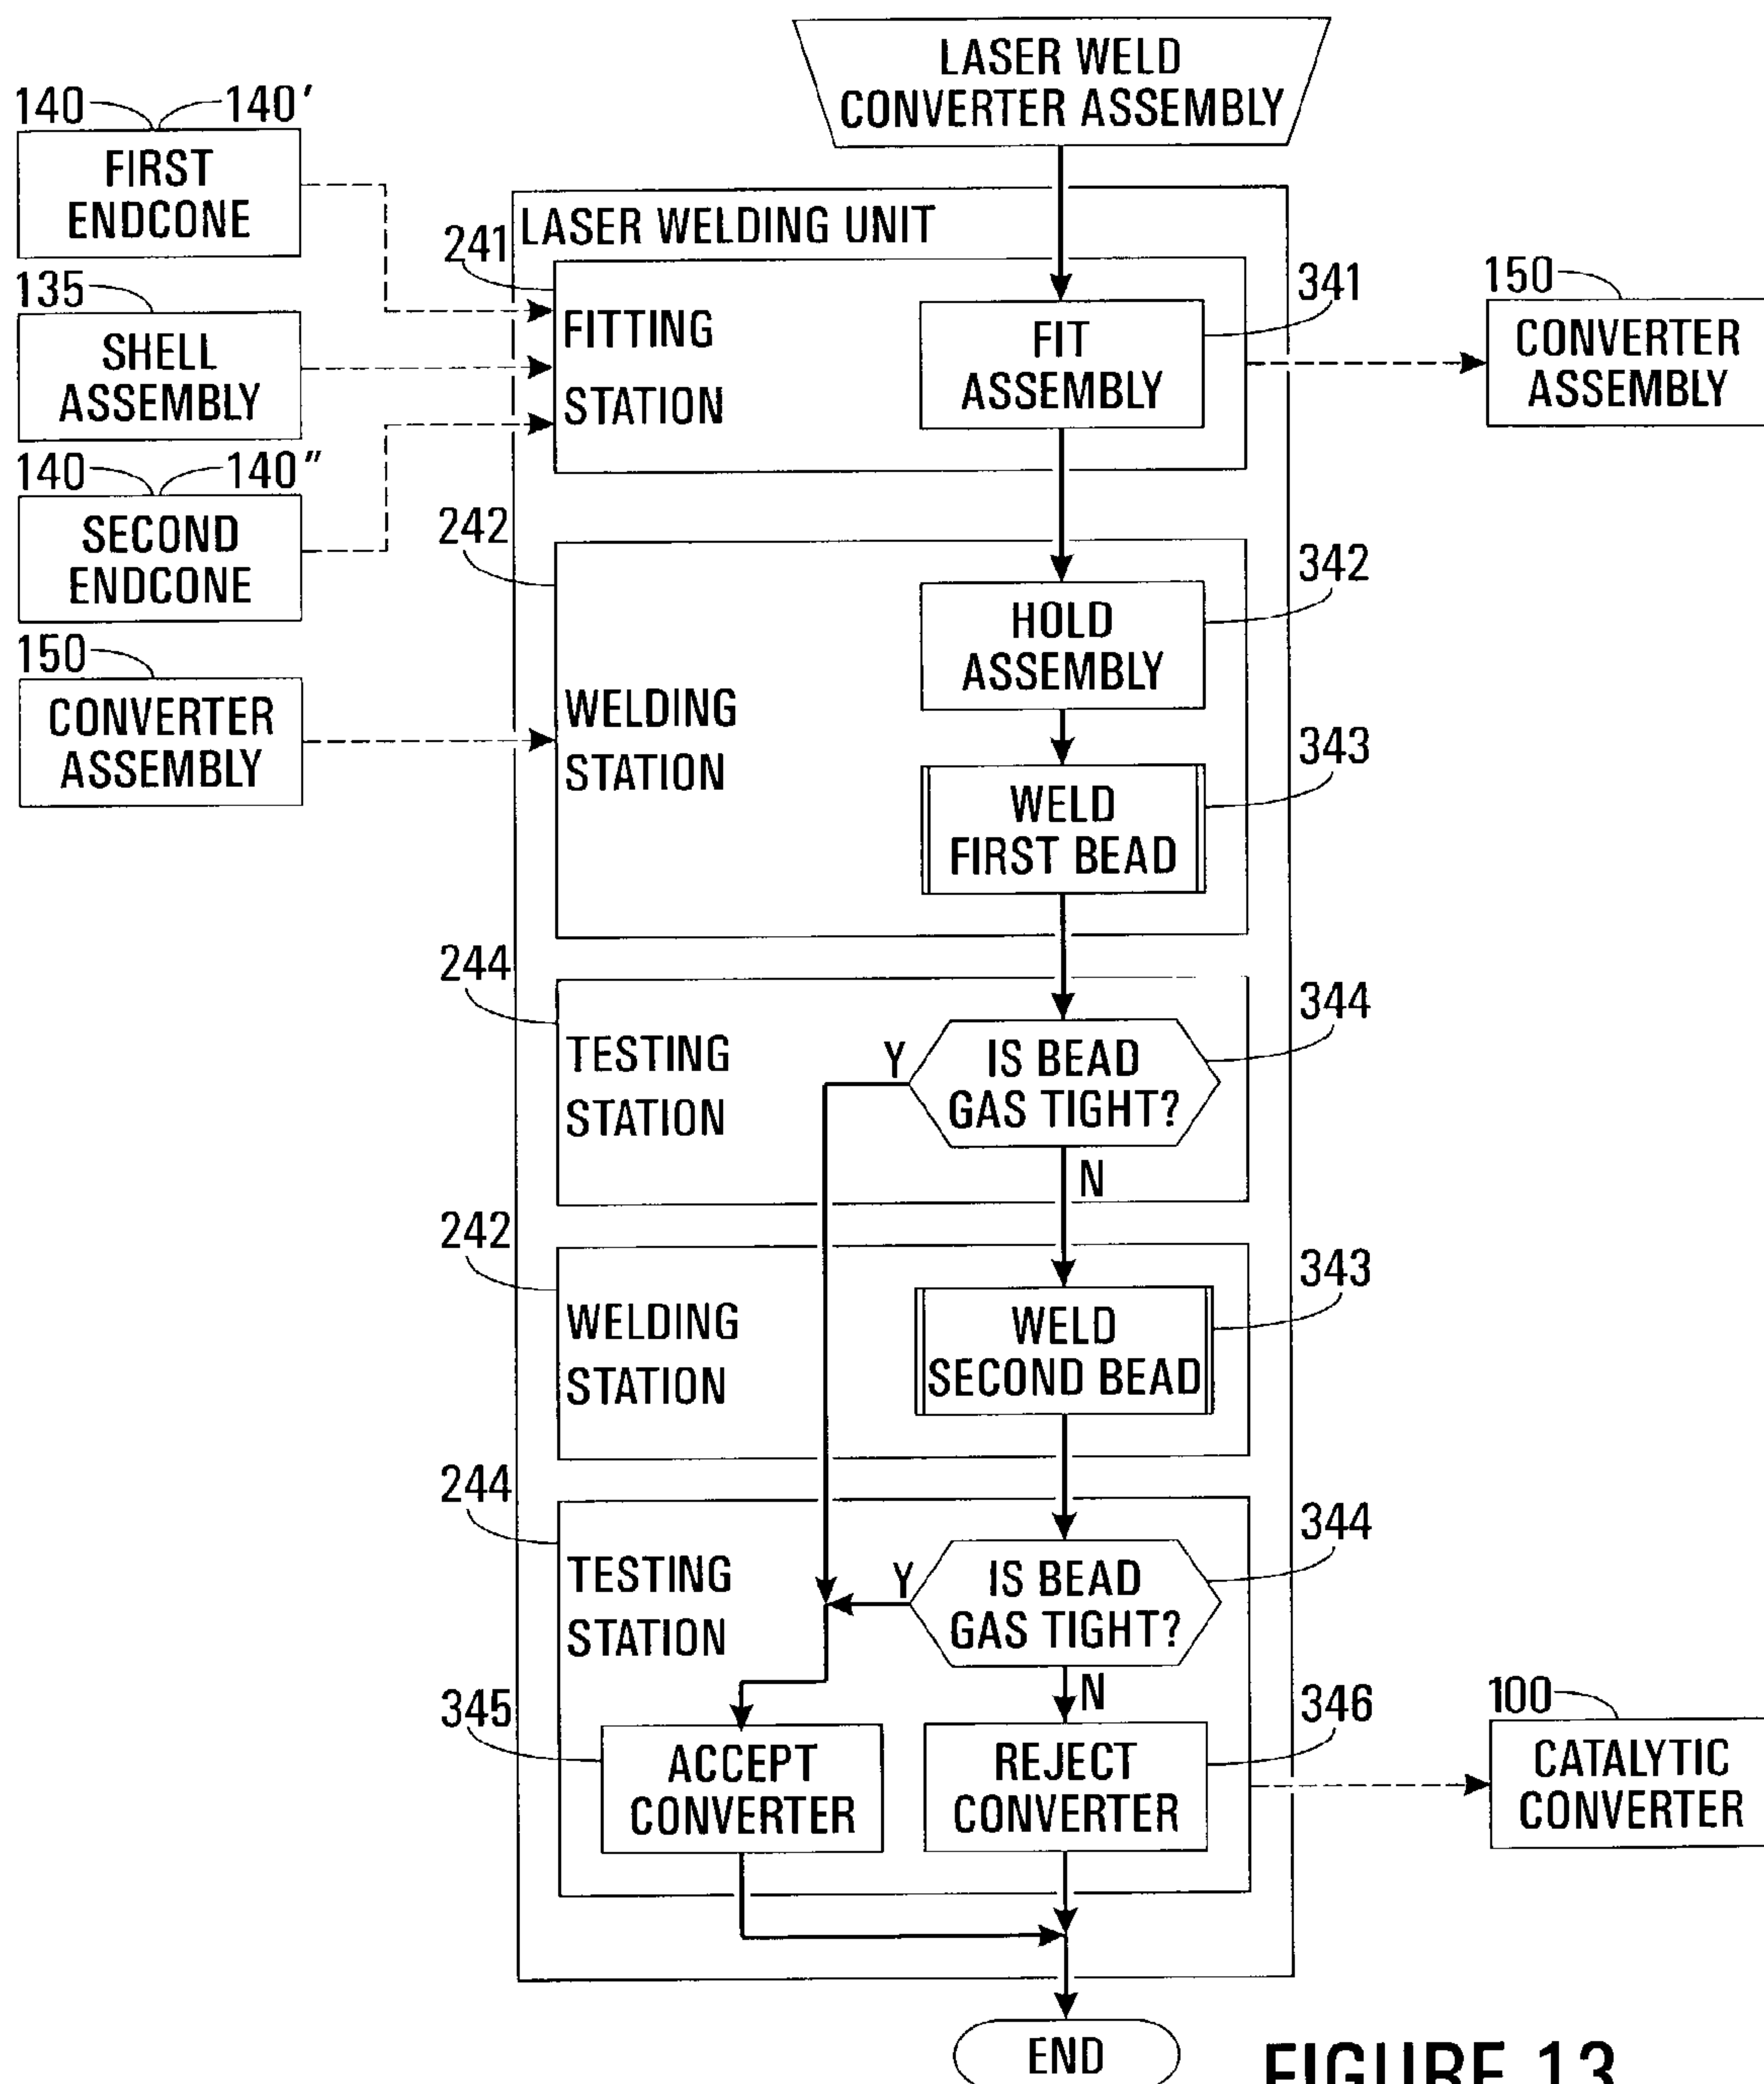 LASER WELD
CONVERTER ASSEMBLY
140 140'
FIRST
ENDCONE
LASER WELDING UNIT
241
135
SHELL
ASSEMBLY
FITTING
STATION
FIT
ASSEMBLY
341
150
CONVERTER
ASSEMBLY
140 140"
SECOND
ENDCONE
150
CONVERTER
ASSEMBLY
242
WELDING
STATION
HOLD
ASSEMBLY
342
WELD
FIRST BEAD
343
244
TESTING
STATION
Y
IS BEAD
GAS TIGHT?
344
N
242
WELDING
STATION
WELD
SECOND BEAD
343
244
TESTING
STATION
Y
IS BEAD
GAS TIGHT?
344
N
345
ACCEPT
CONVERTER
REJECT
CONVERTER
346
100
CATALYTIC
CONVERTER
END
FIGURE 13